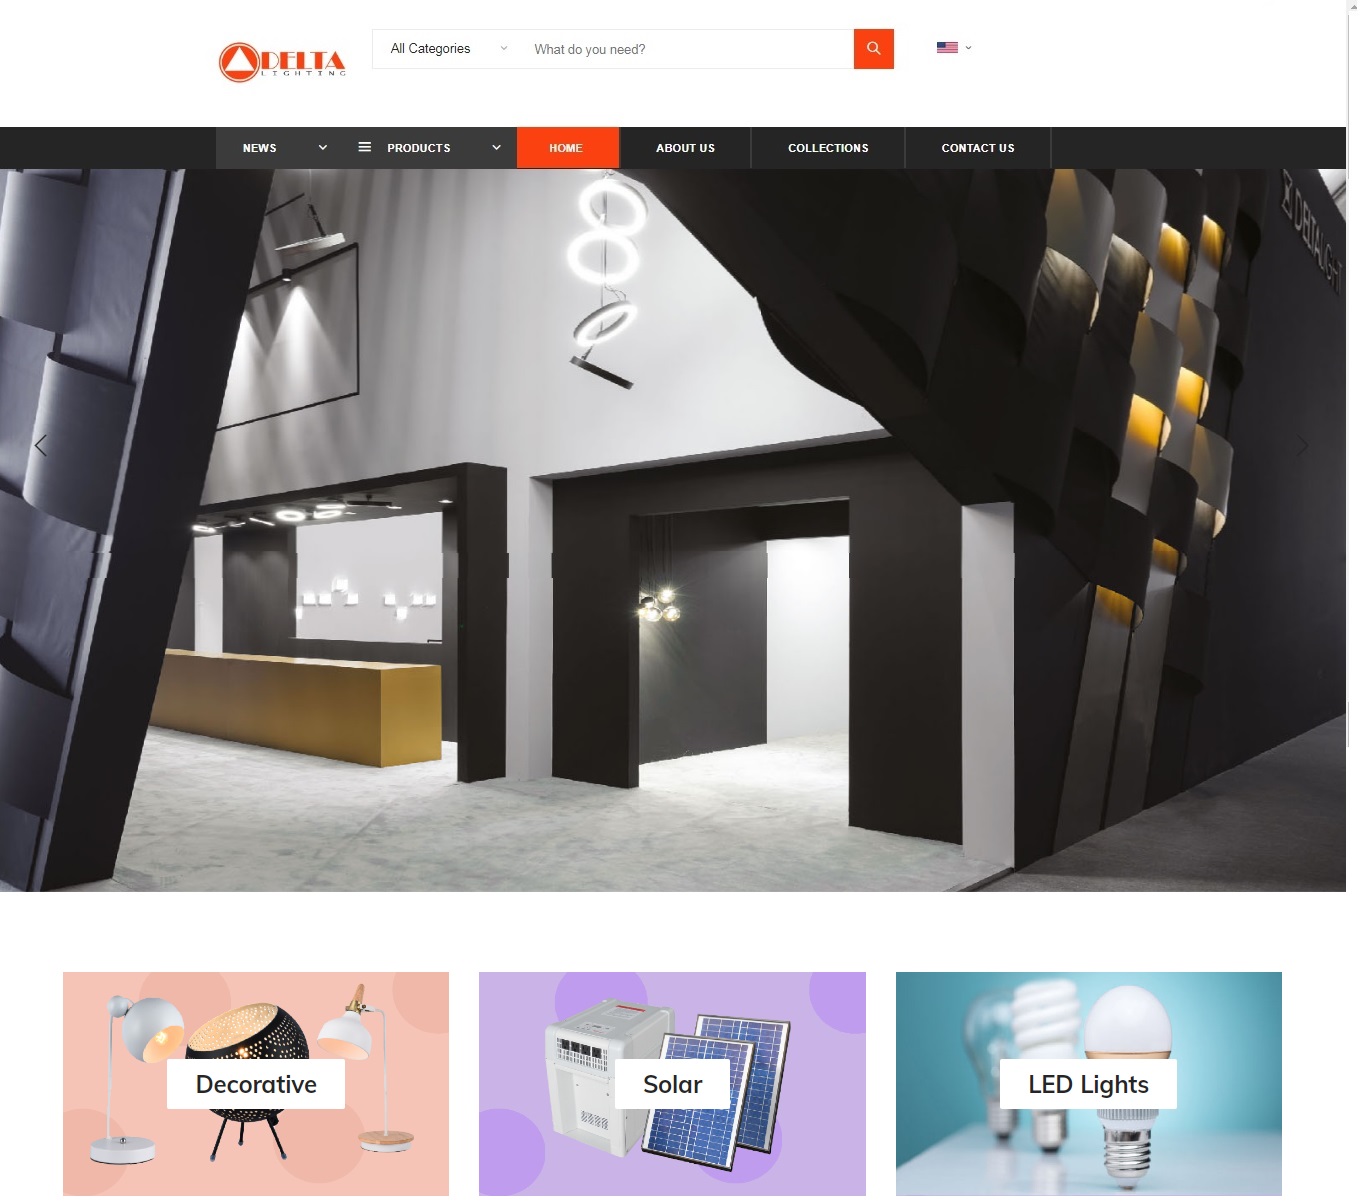 DELTA
LIGHTING
All Categories
What do you need?
NEWS
PRODUCTS
HOME
ABOUT US
COLLECTIONS
CONTACT US
DELTALIGHT
Decorative
Solar
LED Lights